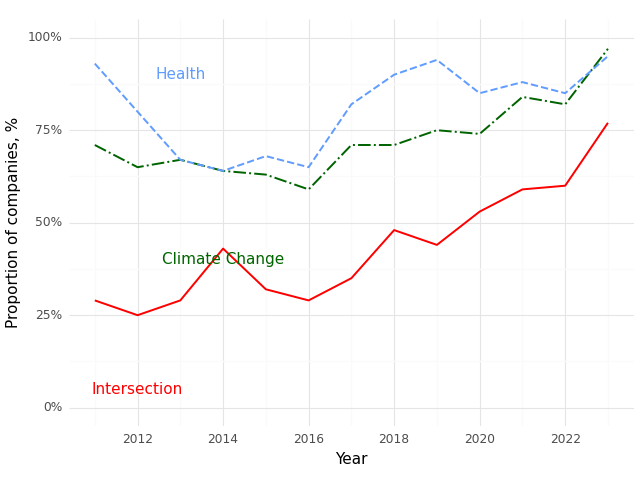 100%
Health
75%
50%
Climate Change
25%
Intersection
0%
2012 2014 2016 2018 2020 2022
Year
Proportion of companies, %